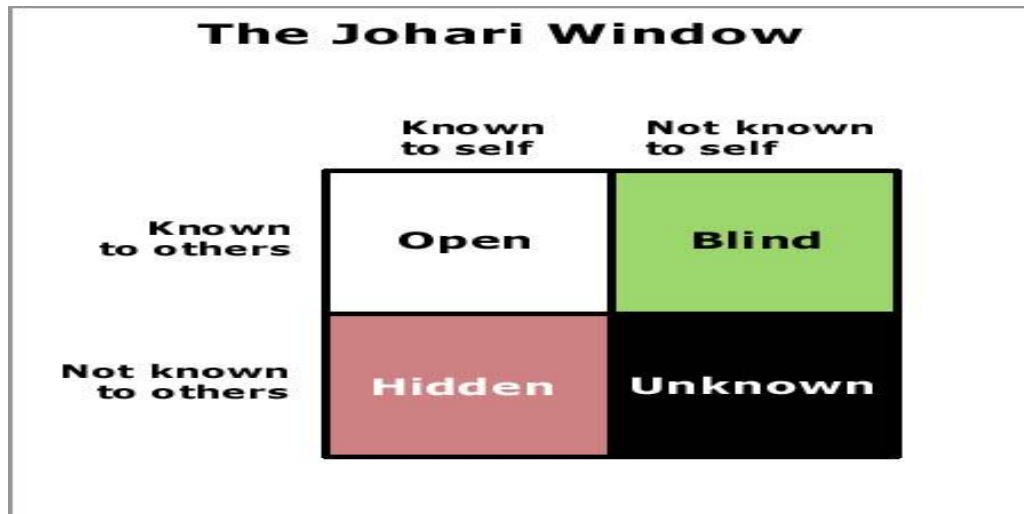 The Johari Window
Known
to self
Not known
to self
Known
to others
Open
Blind
Not known
to others
Hidden
Unknown